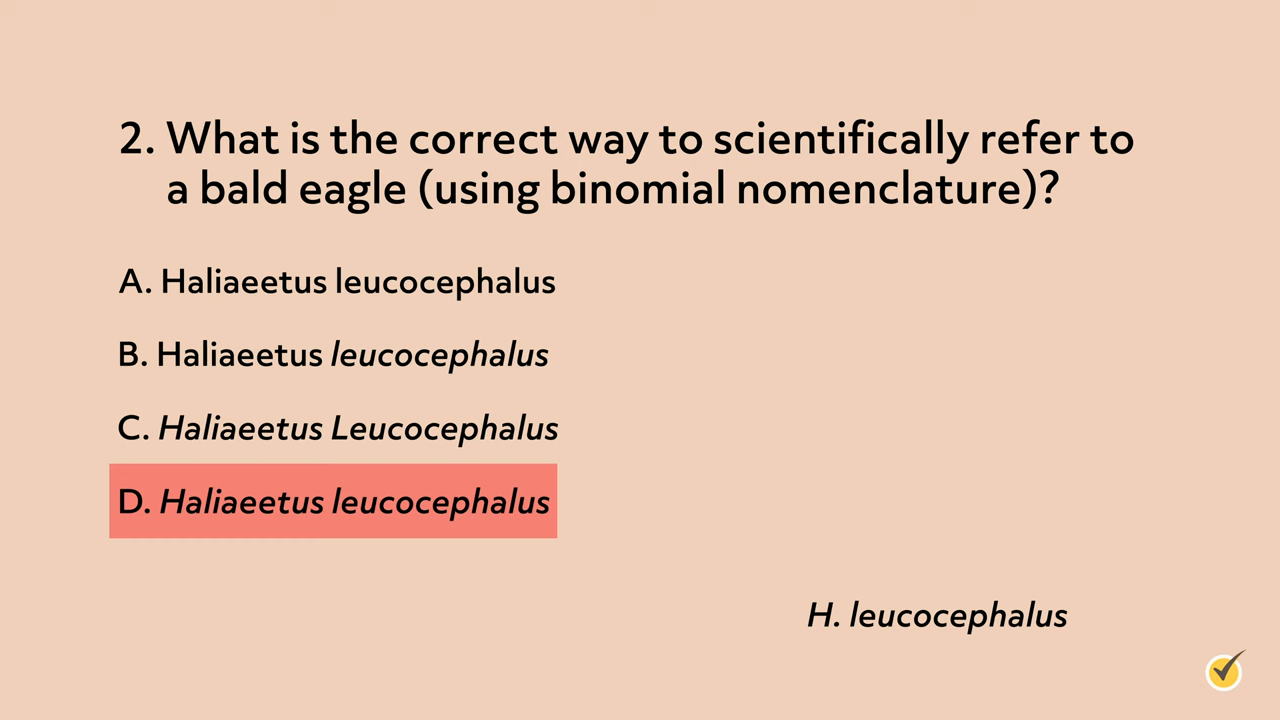 2. What is the correct way to scientifically refer to
a bald eagle (using binomial nomenclature)?
A. Haliaeetus leucocephalus
B. Haliaeetus leucocephalus
C. Haliaeetus Leucocephalus
D. Haliaeetus leucocephalus
H. leucocephalus